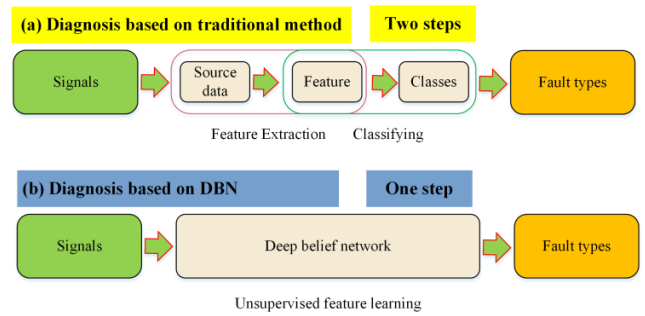 (a) Diagnosis based on traditional method
Two steps
Signals
Source
data
Feature
Classes
Fault types
Feature Extraction
Classifying
(b) Diagnosis based on DBN
One step
Signals
Deep belief network
Fault types
Unsupervised feature learning